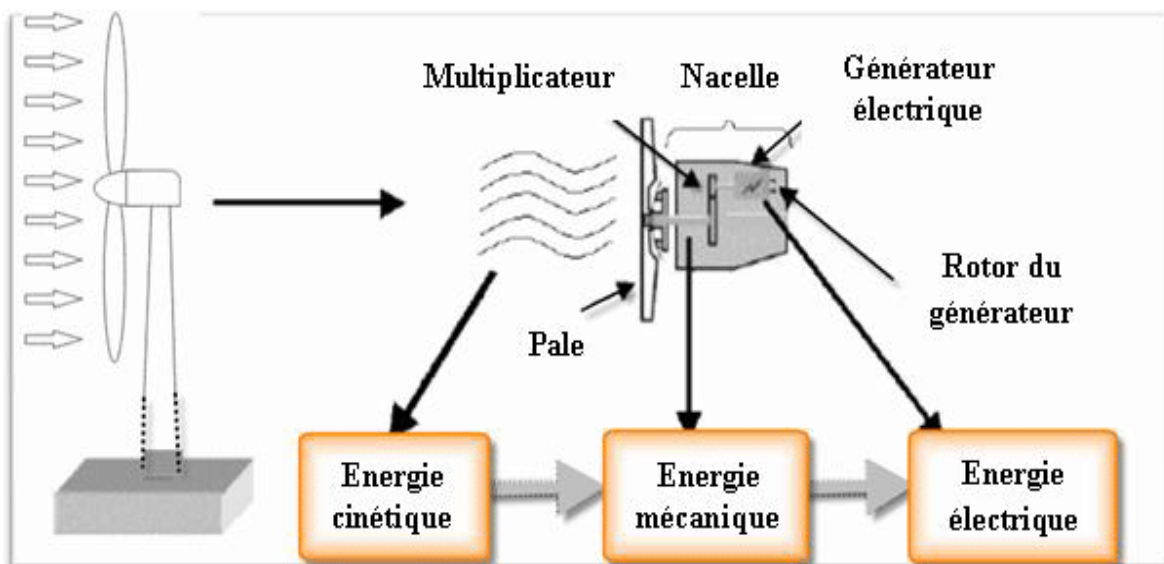 Multiplicateur
Nacelle
Générateur
électrique
Pale
Rotor du
générateur
Energie
cinétique
Energie
mécanique
Energie
électrique